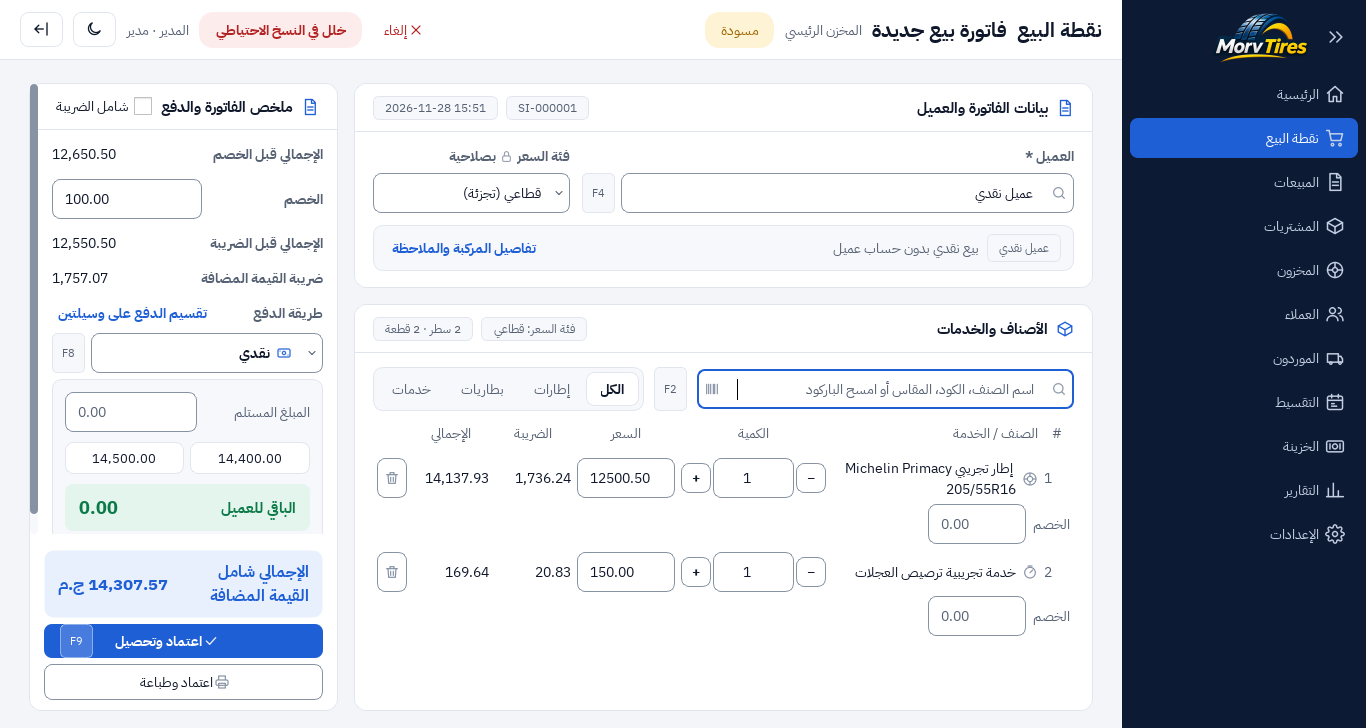 MorvTires
الرئيسية
نقطة البيع
المبيعات
المشتريات
المخزون
العملاء
الموردون
التقسيط
الخزينة
التقارير
الإعدادات
نقطة البيع فاتورة بيع جديدة المخزن الرئيسي مسودة
إلغاء خلل في النسخ الاحتياطي المدير · مدير
بيانات الفاتورة والعميل SI-000001 2026-11-28 15:51
العميل * فئة السعر بصلاحية
عميل نقدي F4 قطاعي (تجزئة)
عميل نقدي بيع نقدي بدون حساب عميل تفاصيل المركبة والملاحظة
الأصناف والخدمات فئة السعر: قطاعي 2 سطر · 2 قطعة
اسم الصنف، الكود، المقاس أو امسح الباركود F2 الكل إطارات بطاريات خدمات
# الصنف / الخدمة الكمية السعر الضريبة الإجمالي
1 إطار تجريبي Michelin Primacy 205/55R16 − 1 + 12500.50 1,736.24 14,137.93
الخصم 0.00
2 خدمة تجريبية ترصيص العجلات − 1 + 150.00 20.83 169.64
الخصم 0.00
ملخص الفاتورة والدفع شامل الضريبة
الإجمالي قبل الخصم 12,650.50
الخصم 100.00
الإجمالي قبل الضريبة 12,550.50
ضريبة القيمة المضافة 1,757.07
طريقة الدفع تقسيم الدفع على وسيلتين
نقدي F8
المبلغ المستلم 0.00
14,400.00 14,500.00
الباقي للعميل 0.00
الإجمالي شامل القيمة المضافة 14,307.57 ج.م
اعتماد وتحصيل F9
اعتماد وطباعة